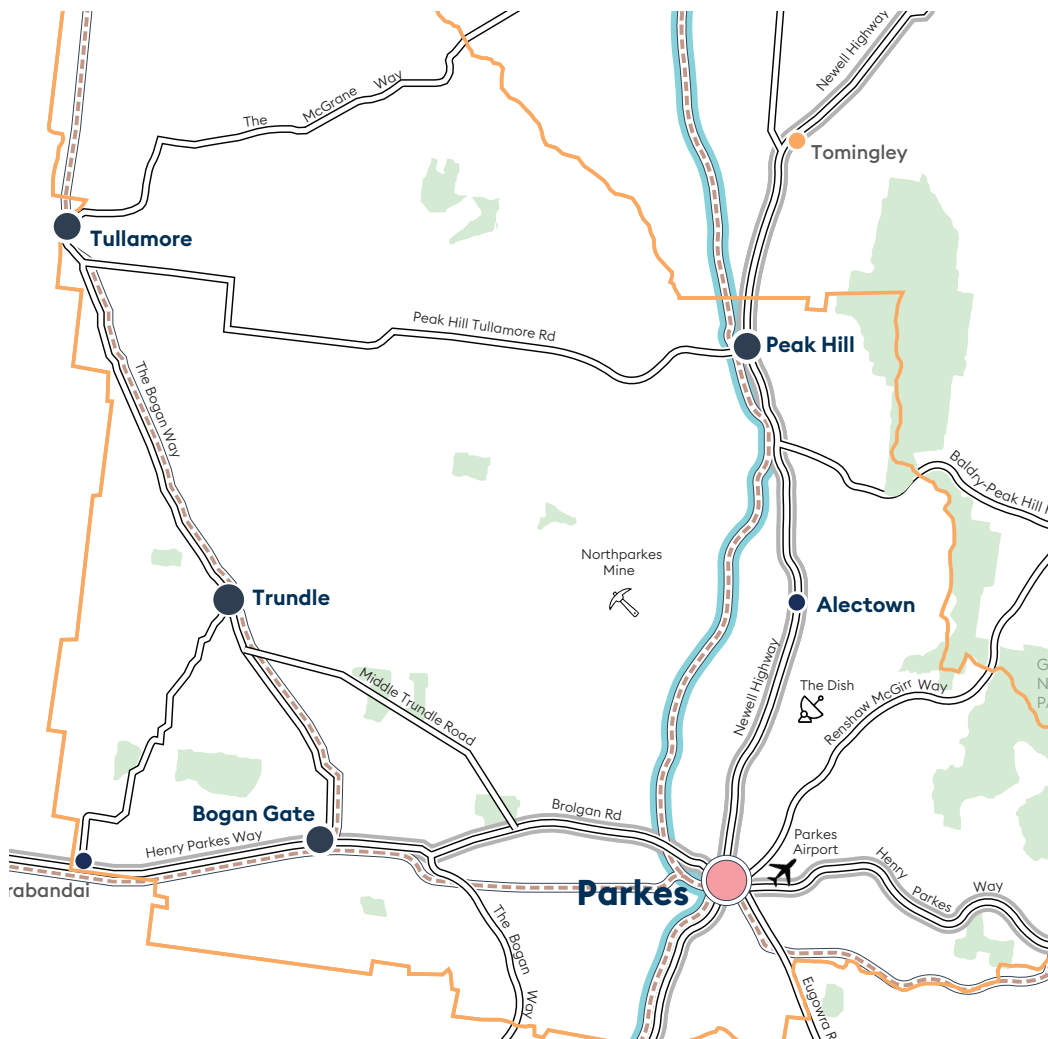 Newell Highway
The McGrane Way
Tomingley
Tullamore
Peak Hill Tullamore Rd
Peak Hill
The Bogan Way
Baldry-Peak Hill
Northparkes
Mine
Trundle
Alectown
Middle Trundle Road
Newell Highway
The Dish
Renshaw McGirr Way
G
N
PA
Bogan Gate
Brolgan Rd
Henry Parkes Way
Parkes
Airport
rabandai
Parkes
Henry Parkes Way
The Bogan Way
Eugowra R